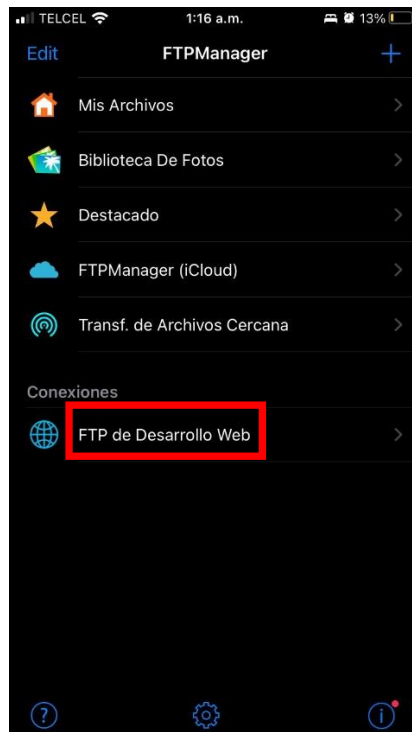 TELCEL 1:16 a.m. 13%
Edit FTPManager +
Mis Archivos
Biblioteca De Fotos
Destacado
FTPManager (iCloud)
Transf. de Archivos Cercana
Conexiones
FTP de Desarrollo Web